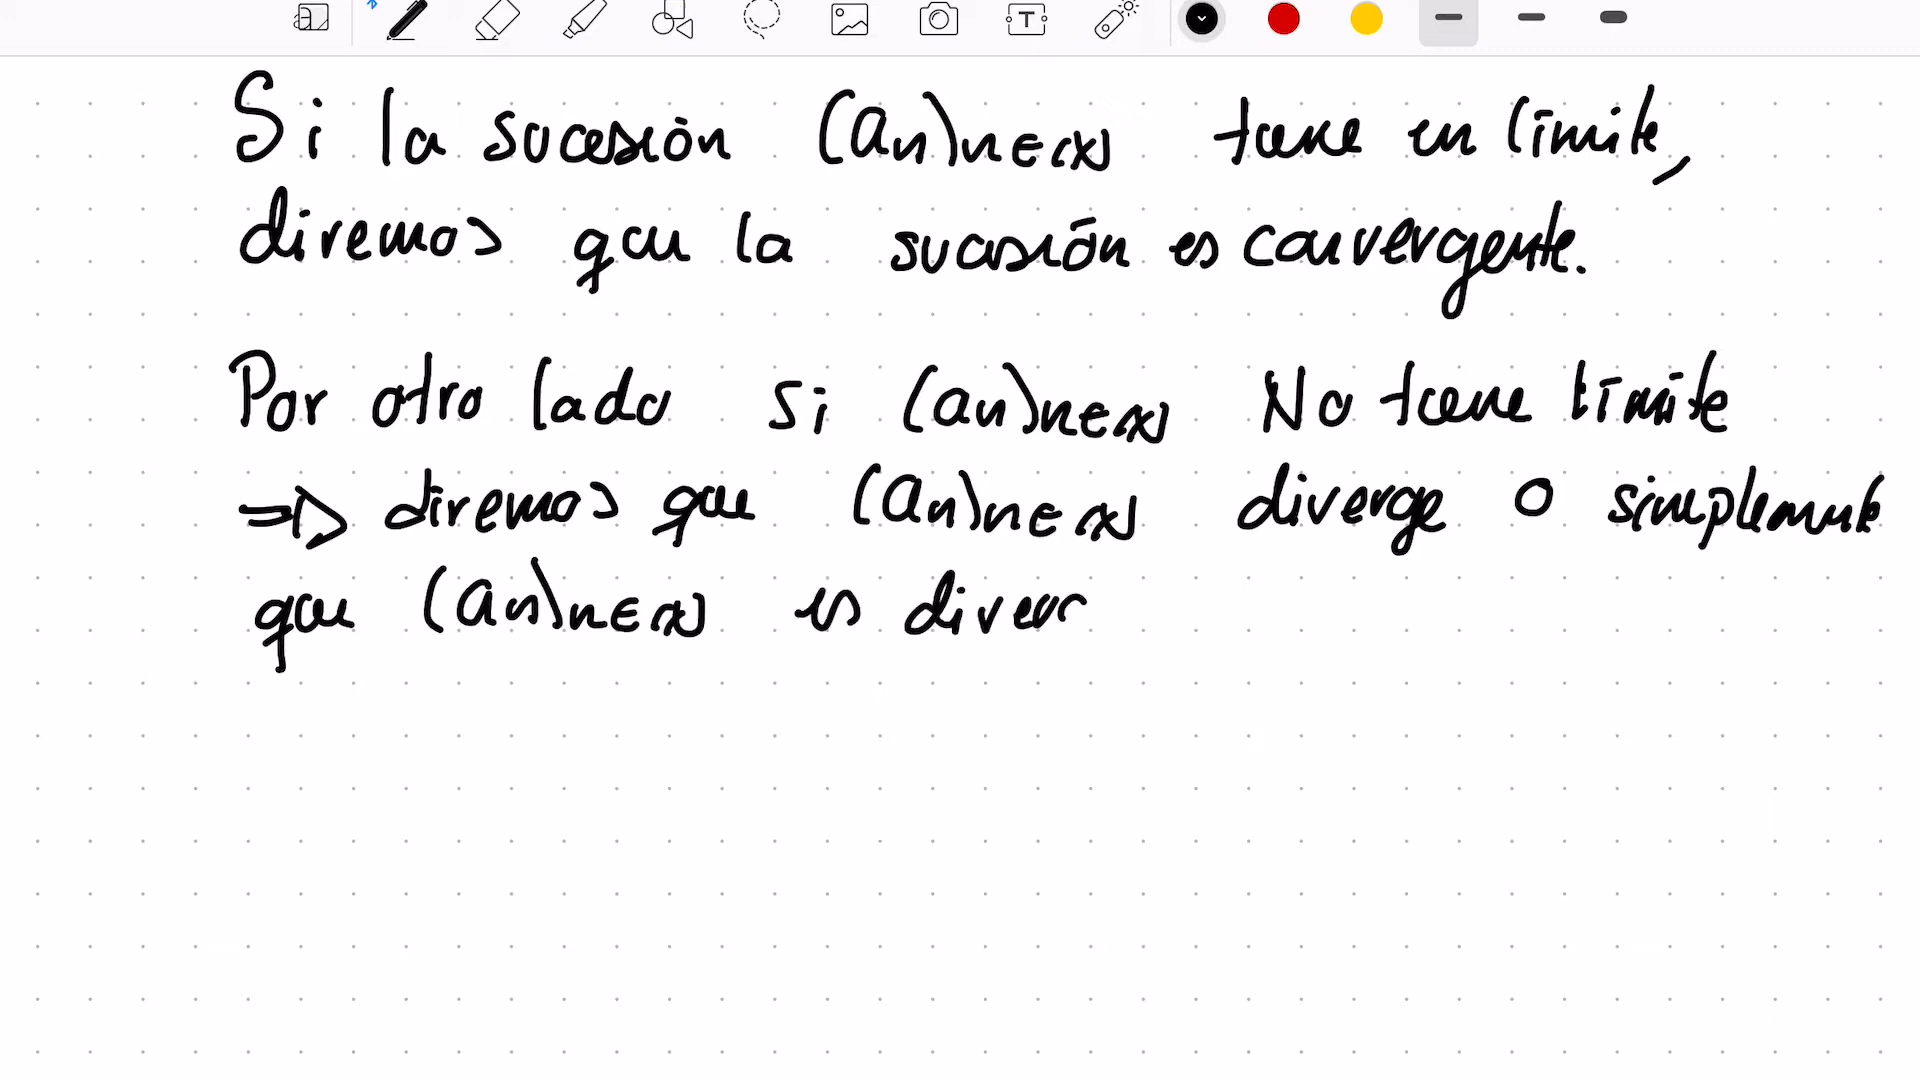 Si la sucesión (an)n∈ℕ tiene un límite,
diremos que la sucesión es convergente.
Por otro lado si (an)n∈ℕ No tiene límite
=> diremos que (an)n∈ℕ diverge o simplemente
que (an)n∈ℕ es diver